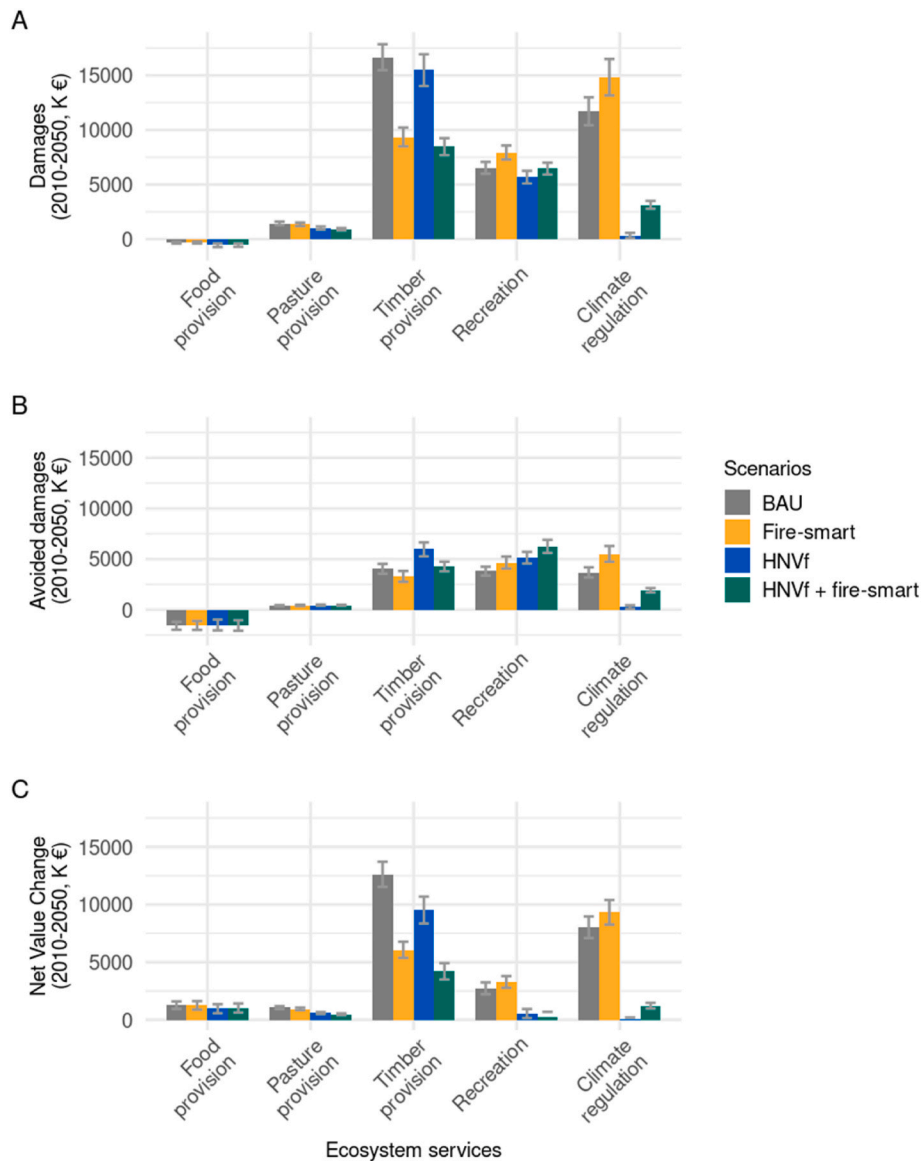 A
Damages
(2010-2050, K €)
15000
10000
5000
0
Food
provision
Pasture
provision
Timber
provision
Recreation
Climate
regulation
B
Avoided damages
(2010-2050, K €)
15000
10000
5000
0
Food
provision
Pasture
provision
Timber
provision
Recreation
Climate
regulation
Scenarios
BAU
Fire-smart
HNVf
HNVf + fire-smart
C
Net Value Change
(2010-2050, K €)
15000
10000
5000
0
Food
provision
Pasture
provision
Timber
provision
Recreation
Climate
regulation
Ecosystem services